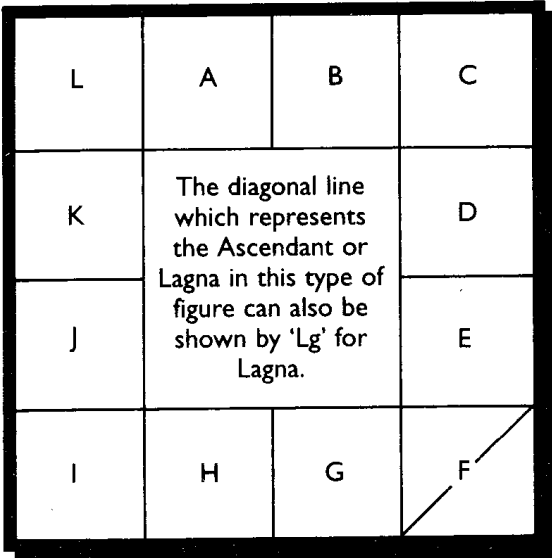 L A B C
The diagonal line
which represents
K D
the Ascendant or
Lagna in this type of
figure can also be
J shown by 'Lg' for E
Lagna.
I H G F